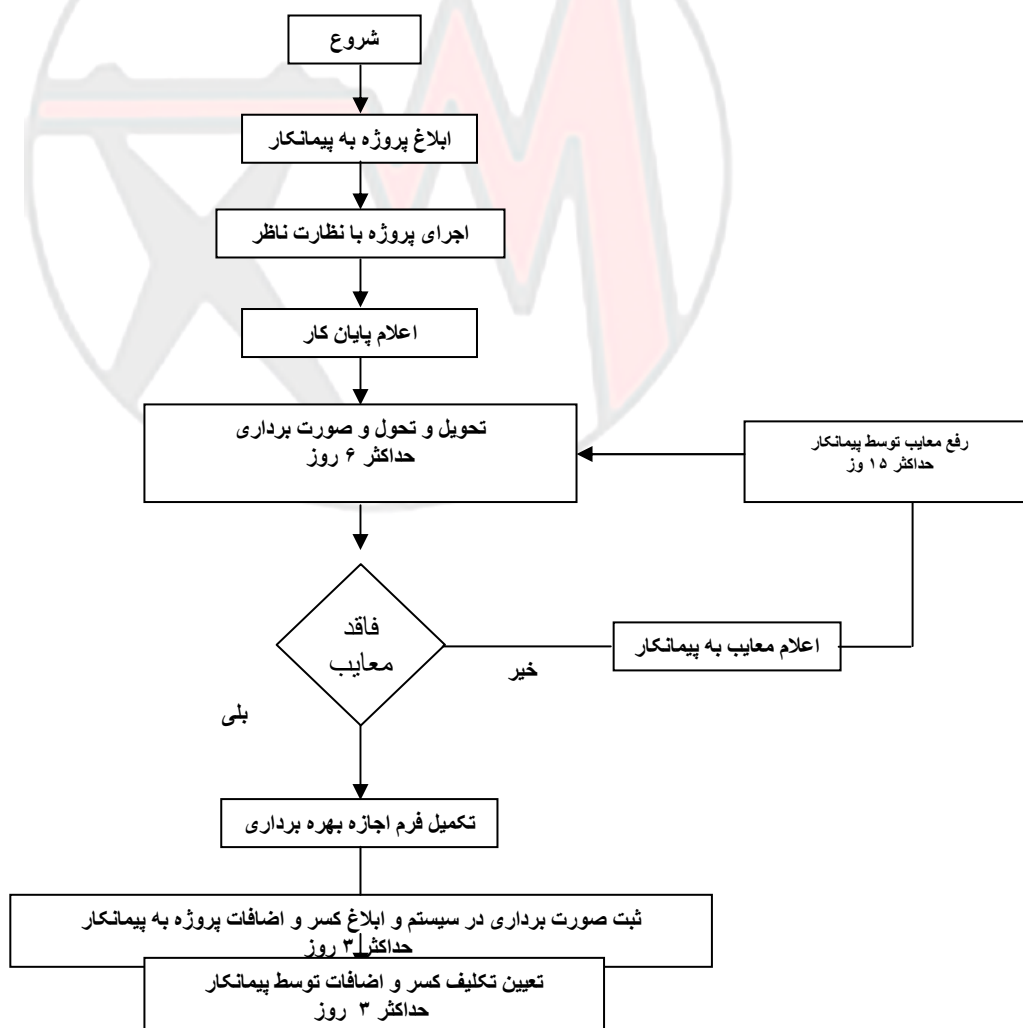 شروع
ابلاغ پروژه به پیمانکار
اجرای پروژه با نظارت ناظر
اعلام پایان کار
تحویل و تحول و صورت برداری
حداکثر ۶ روز
رفع معایب توسط پیمانکار
حداکثر ۱۵ وز
فاقد
معایب
خیر
اعلام معایب به پیمانکار
بلی
تکمیل فرم اجازه بهره برداری
ثبت صورت برداری در سیستم و ابلاغ کسر و اضافات پروژه به پیمانکار
حداکثر ۳ روز
تعیین تکلیف کسر و اضافات توسط پیمانکار
حداکثر ۳ روز